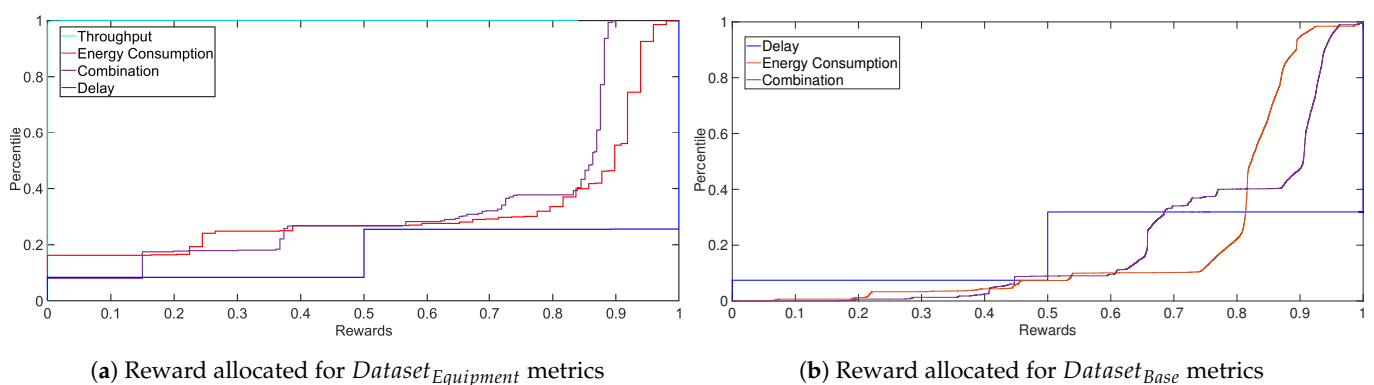 1
0.8
0.6
0.4
0.2
0
Percentile
Throughput
Energy Consumption
Combination
Delay
0 0.1 0.2 0.3 0.4 0.5 0.6 0.7 0.8 0.9 1
Rewards
(a) Reward allocated for Dataset_Equipment metrics
1
0.8
0.6
0.4
0.2
0
Percentile
Delay
Energy Consumption
Combination
0 0.1 0.2 0.3 0.4 0.5 0.6 0.7 0.8 0.9 1
Rewards
(b) Reward allocated for Dataset_Base metrics